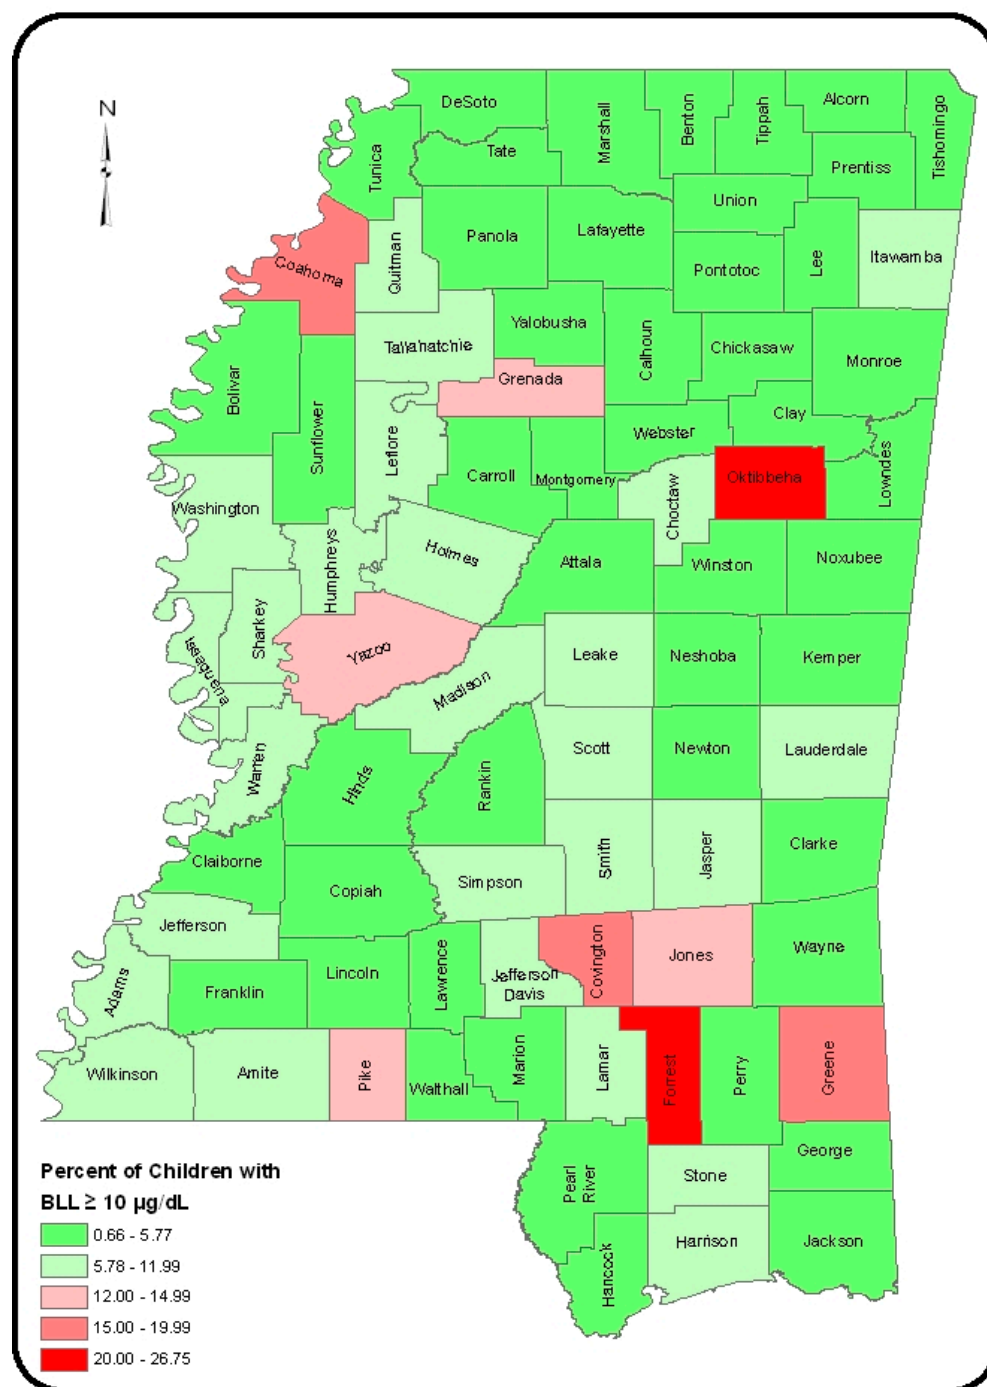 N
DeSoto
Marshall
Benton
Tippah
Alcorn
Tishomingo
Tunica
Tate
Prentiss
Union
Coahoma
Quitman
Panola
Lafayette
Pontotoc
Lee
Itawamba
Bolivar
Sunflower
Tallahatchie
Yalobusha
Grenada
Calhoun
Chickasaw
Monroe
Clay
Leflore
Webster
Carroll
Montgomery
Choctaw
Oktibbeha
Lowndes
Washington
Humphreys
Holmes
Attala
Winston
Noxubee
Issaquena
Sharkey
Yazoo
Madison
Leake
Neshoba
Kemper
Warren
Hinds
Rankin
Scott
Newton
Lauderdale
Claiborne
Copiah
Simpson
Smith
Jasper
Clarke
Jefferson
Adams
Franklin
Lincoln
Lawrence
Jefferson
Davis
Covington
Jones
Wayne
Wilkinson
Amite
Pike
Walthall
Marion
Lamar
Forrest
Perry
Greene
Pearl
River
Stone
George
Hancock
Harrison
Jackson
Percent of Children with
BLL ≥ 10 µg/dL
0.66 - 5.77
5.78 - 11.99
12.00 - 14.99
15.00 - 19.99
20.00 - 26.75